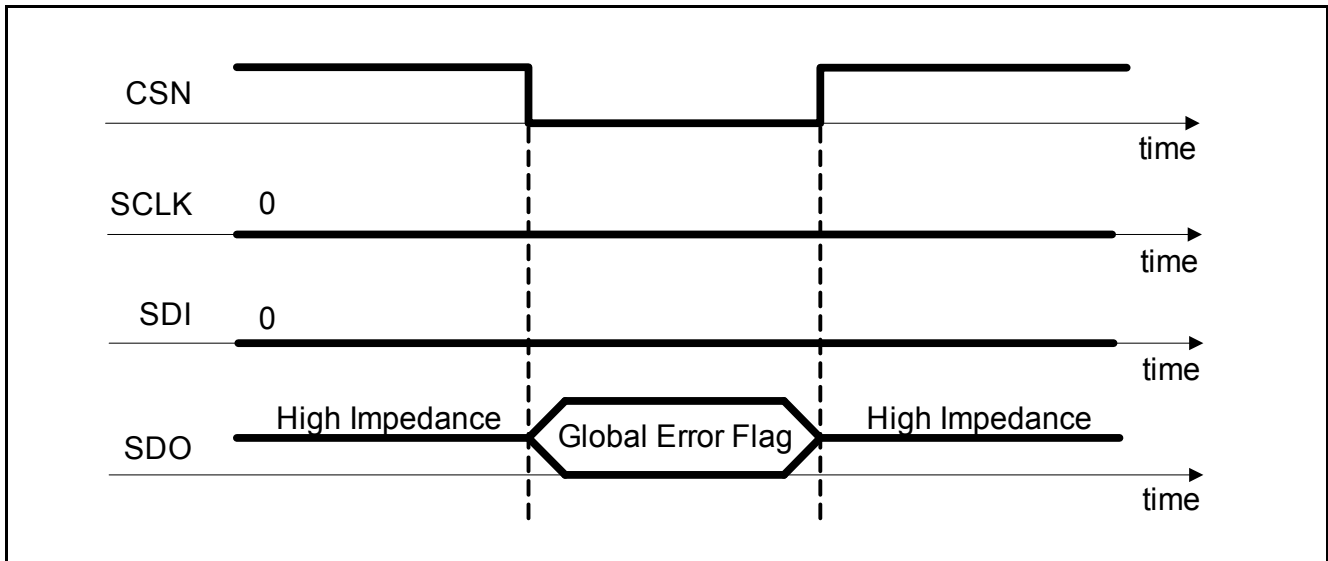 CSN
time
SCLK
0
time
SDI
0
time
High Impedance
Global Error Flag
High Impedance
SDO
time